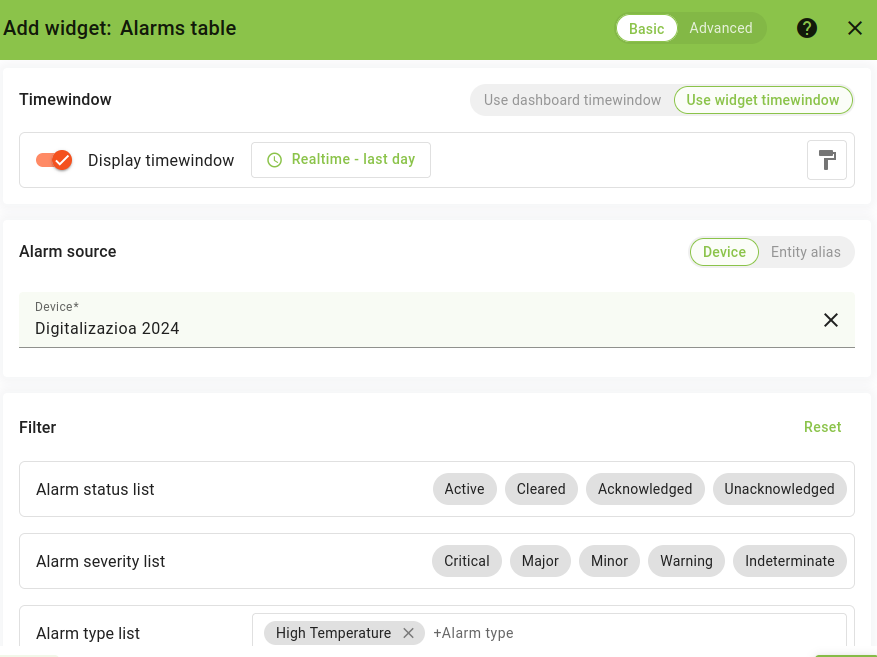 Add widget: Alarms table Basic Advanced
Timewindow Use dashboard timewindow Use widget timewindow
Display timewindow Realtime - last day
Alarm source Device Entity alias
Device*
Digitalizazioa 2024
Filter Reset
Alarm status list Active Cleared Acknowledged Unacknowledged
Alarm severity list Critical Major Minor Warning Indeterminate
Alarm type list High Temperature +Alarm type